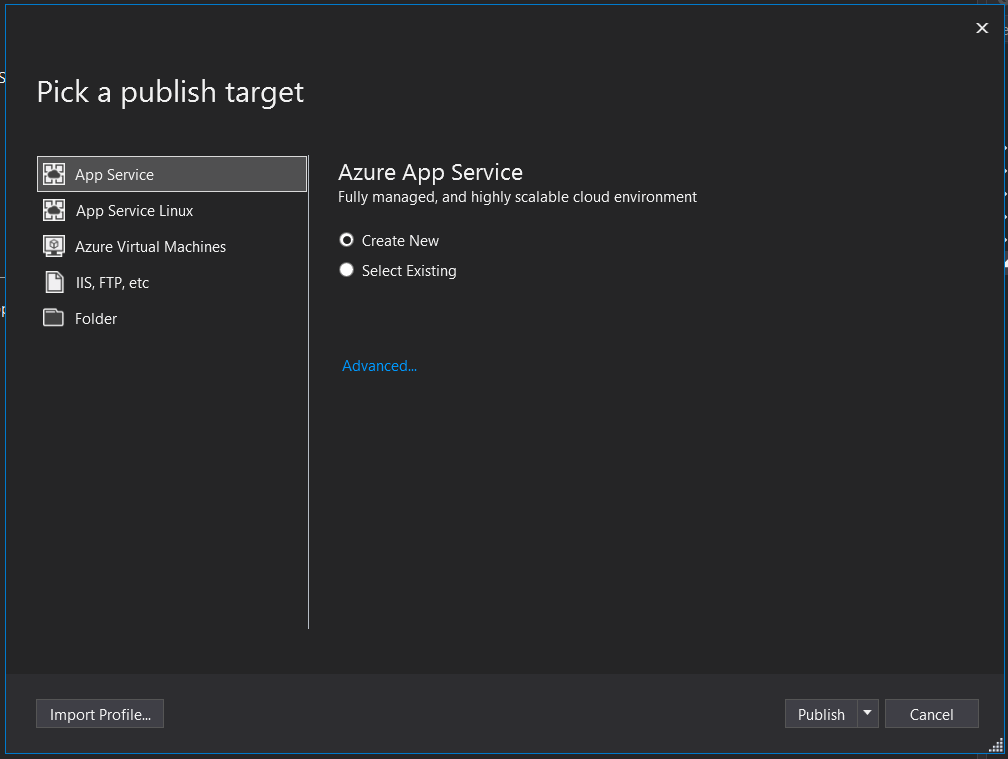 Pick a publish target
App Service
App Service Linux
Azure Virtual Machines
IIS, FTP, etc
Folder
Azure App Service
Fully managed, and highly scalable cloud environment
Create New
Select Existing
Advanced...
Import Profile...
Publish
Cancel